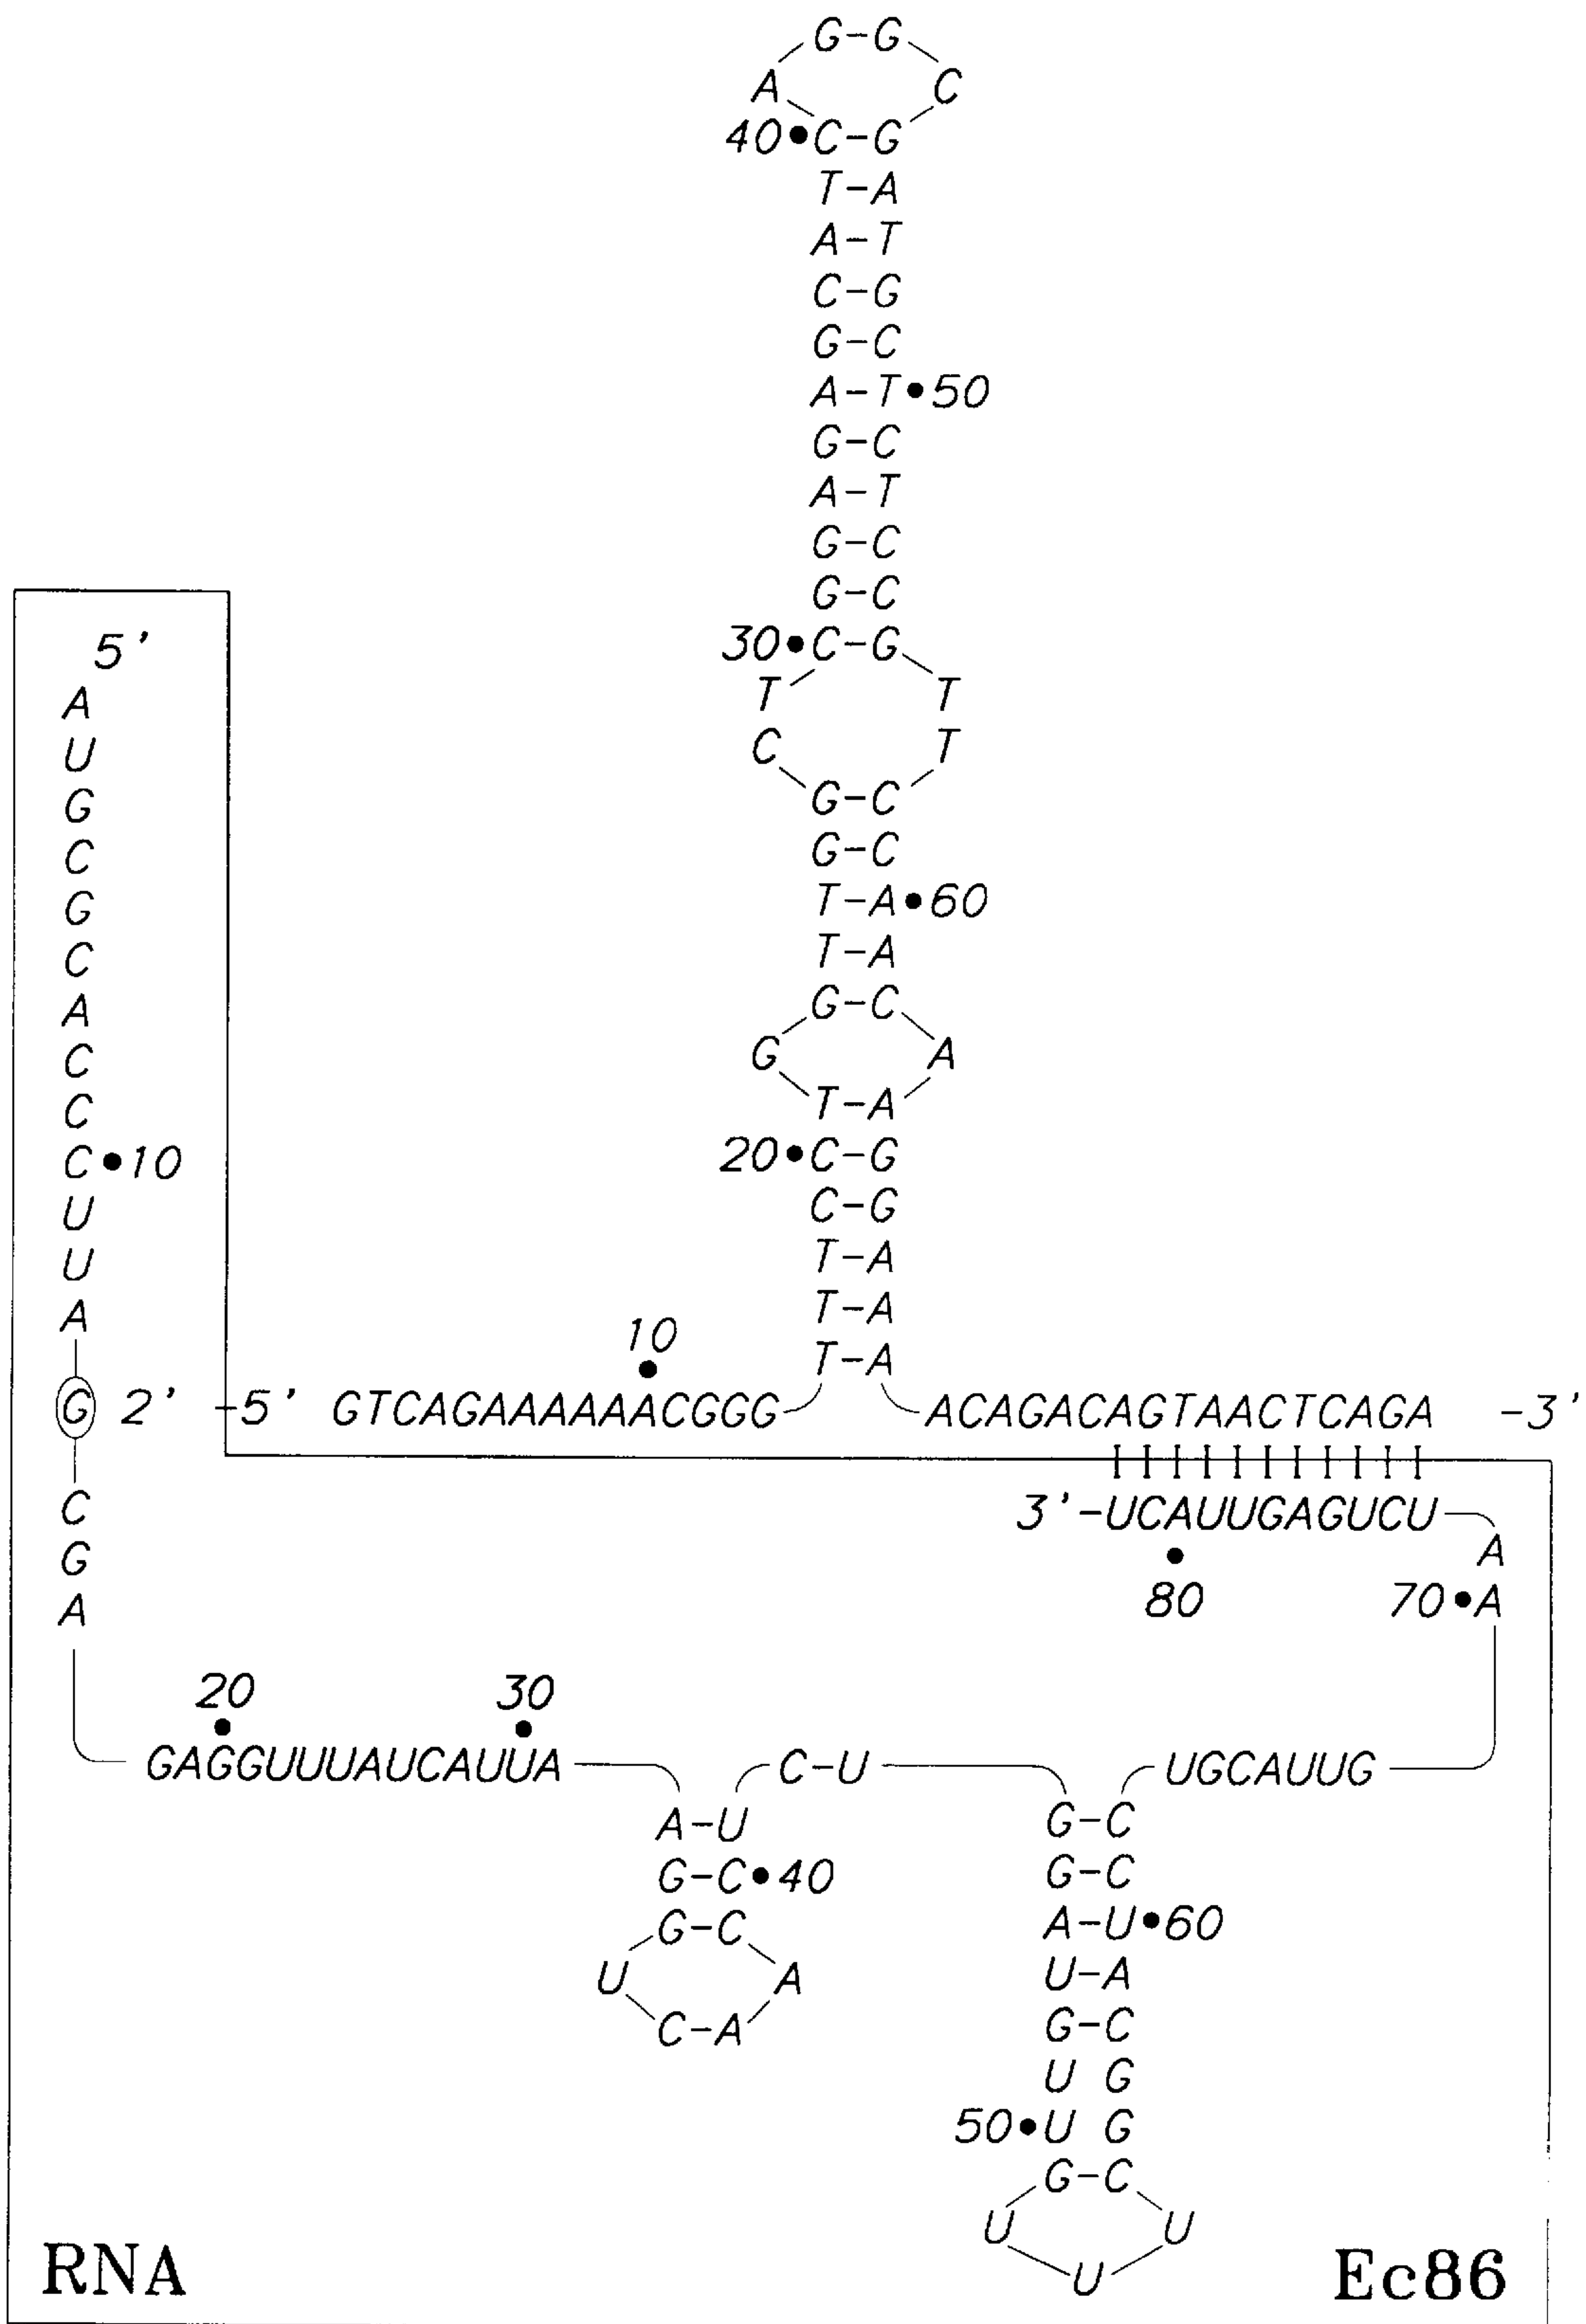 G-G
A C
40•C-G
T-A
A-T
C-G
G-C
A-T•50
G-C
A-T
G-C
G-C
5' 30•C-G
A T T
U C T
G G-C
C G-C
G T-A•60
C T-A
A G-C
C G A
C T-A
C•10 20•C-G
U C-G
U T-A
A 10 T-A
• T-A
G 2' 5' GTCAGAAAAAACGGG ACAGACAGTAACTCAGA -3'
C 3'-UCAUUGAGUCU
G • A
A 80 70•A
20 30
• •
GAGGUUUAUCAUUA C-U UGCAUUG
A-U G-C
G-C•40 G-C
G-C A-U•60
U A U-A
C-A G-C
U G
50•U G
G-C
U U
U
RNA Ec86